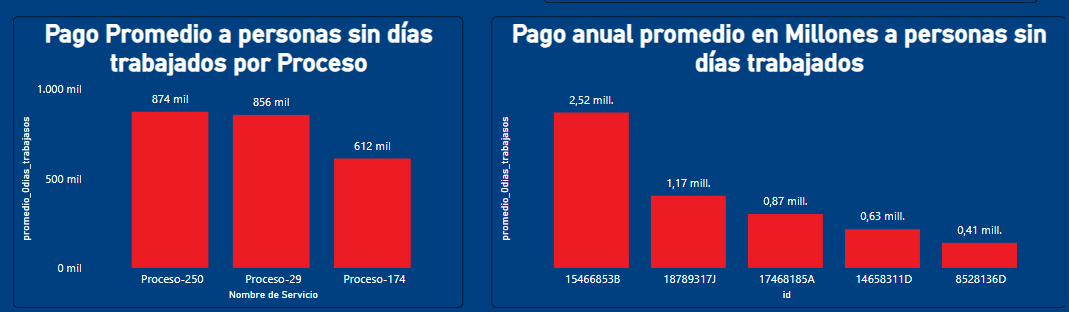 Pago Promedio a personas sin días
trabajados por Proceso
1.000 mil
500 mil
0 mil
promedio_0dias_trabajasos
874 mil
856 mil
612 mil
Proceso-250
Proceso-29
Proceso-174
Nombre de Servicio
Pago anual promedio en Millones a personas sin
días trabajados
promedio_0dias_trabajasos
2,52 mill.
1,17 mill.
0,87 mill.
0,63 mill.
0,41 mill.
15466853B
18789317J
17468185A
14658311D
8528136D
id